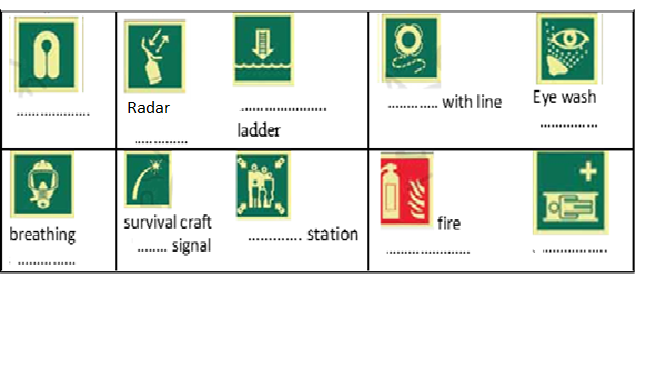 ....................
Radar
..............
........................
ladder
............. with line
Eye wash
...............
breathing
. ...............
survival craft
........ signal
.............. station
fire
.......................
. ..................